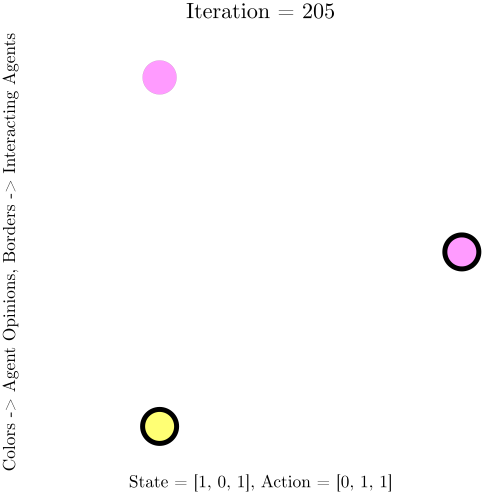 Iteration = 205
Colors -> Agent Opinions, Borders -> Interacting Agents
State = [1, 0, 1], Action = [0, 1, 1]